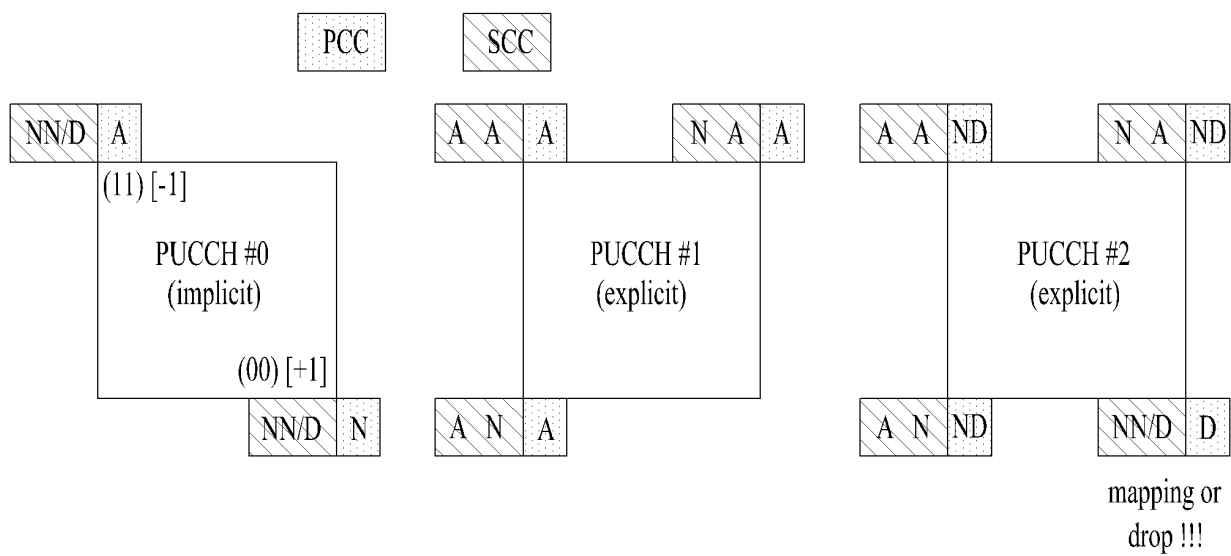 PCC SCC
NN/D A A A A N A A A A ND N A ND
(11) [-1]
PUCCH #0 PUCCH #1 PUCCH #2
(implicit) (explicit) (explicit)
(00) [+1]
NN/D N A N A A N ND NN/D D
mapping or
drop !!!